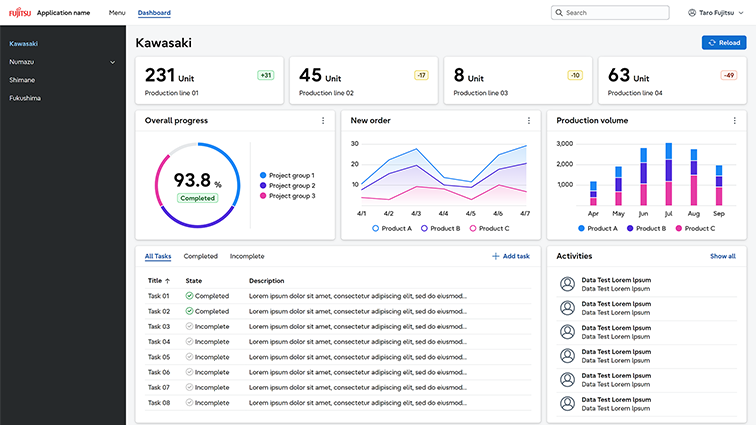 FUJITSU Application name Menu Dashboard Search Taro Fujitsu
Kawasaki
Numazu
Shimane
Fukushima
Kawasaki Reload
231 Unit +31
Production line 01
45 Unit -17
Production line 02
8 Unit -10
Production line 03
63 Unit -49
Production line 04
Overall progress
93.8 %
Completed
Project group 1
Project group 2
Project group 3
New order
30
20
10
4/1 4/2 4/3 4/4 4/5 4/6 4/7
Product A Product B Product C
Production volume
3,000
2,000
1,000
Apr May Jun Jul Aug Sep
Product A Product B Product C
All Tasks Completed Incomplete Add task
Title State Description
Task 01 Completed Lorem ipsum dolor sit amet, consectetur adipiscing elit, sed do eiusmod...
Task 02 Completed Lorem ipsum dolor sit amet, consectetur adipiscing elit, sed do eiusmod...
Task 03 Incomplete Lorem ipsum dolor sit amet, consectetur adipiscing elit, sed do eiusmod...
Task 04 Incomplete Lorem ipsum dolor sit amet, consectetur adipiscing elit, sed do eiusmod...
Task 05 Incomplete Lorem ipsum dolor sit amet, consectetur adipiscing elit, sed do eiusmod...
Task 06 Incomplete Lorem ipsum dolor sit amet, consectetur adipiscing elit, sed do eiusmod...
Task 07 Incomplete Lorem ipsum dolor sit amet, consectetur adipiscing elit, sed do eiusmod...
Task 08 Incomplete Lorem ipsum dolor sit amet, consectetur adipiscing elit, sed do eiusmod...
Activities Show all
Data Test Lorem Ipsum
Data Test Lorem Ipsum
Data Test Lorem Ipsum
Data Test Lorem Ipsum
Data Test Lorem Ipsum
Data Test Lorem Ipsum
Data Test Lorem Ipsum
Data Test Lorem Ipsum
Data Test Lorem Ipsum
Data Test Lorem Ipsum
Data Test Lorem Ipsum
Data Test Lorem Ipsum